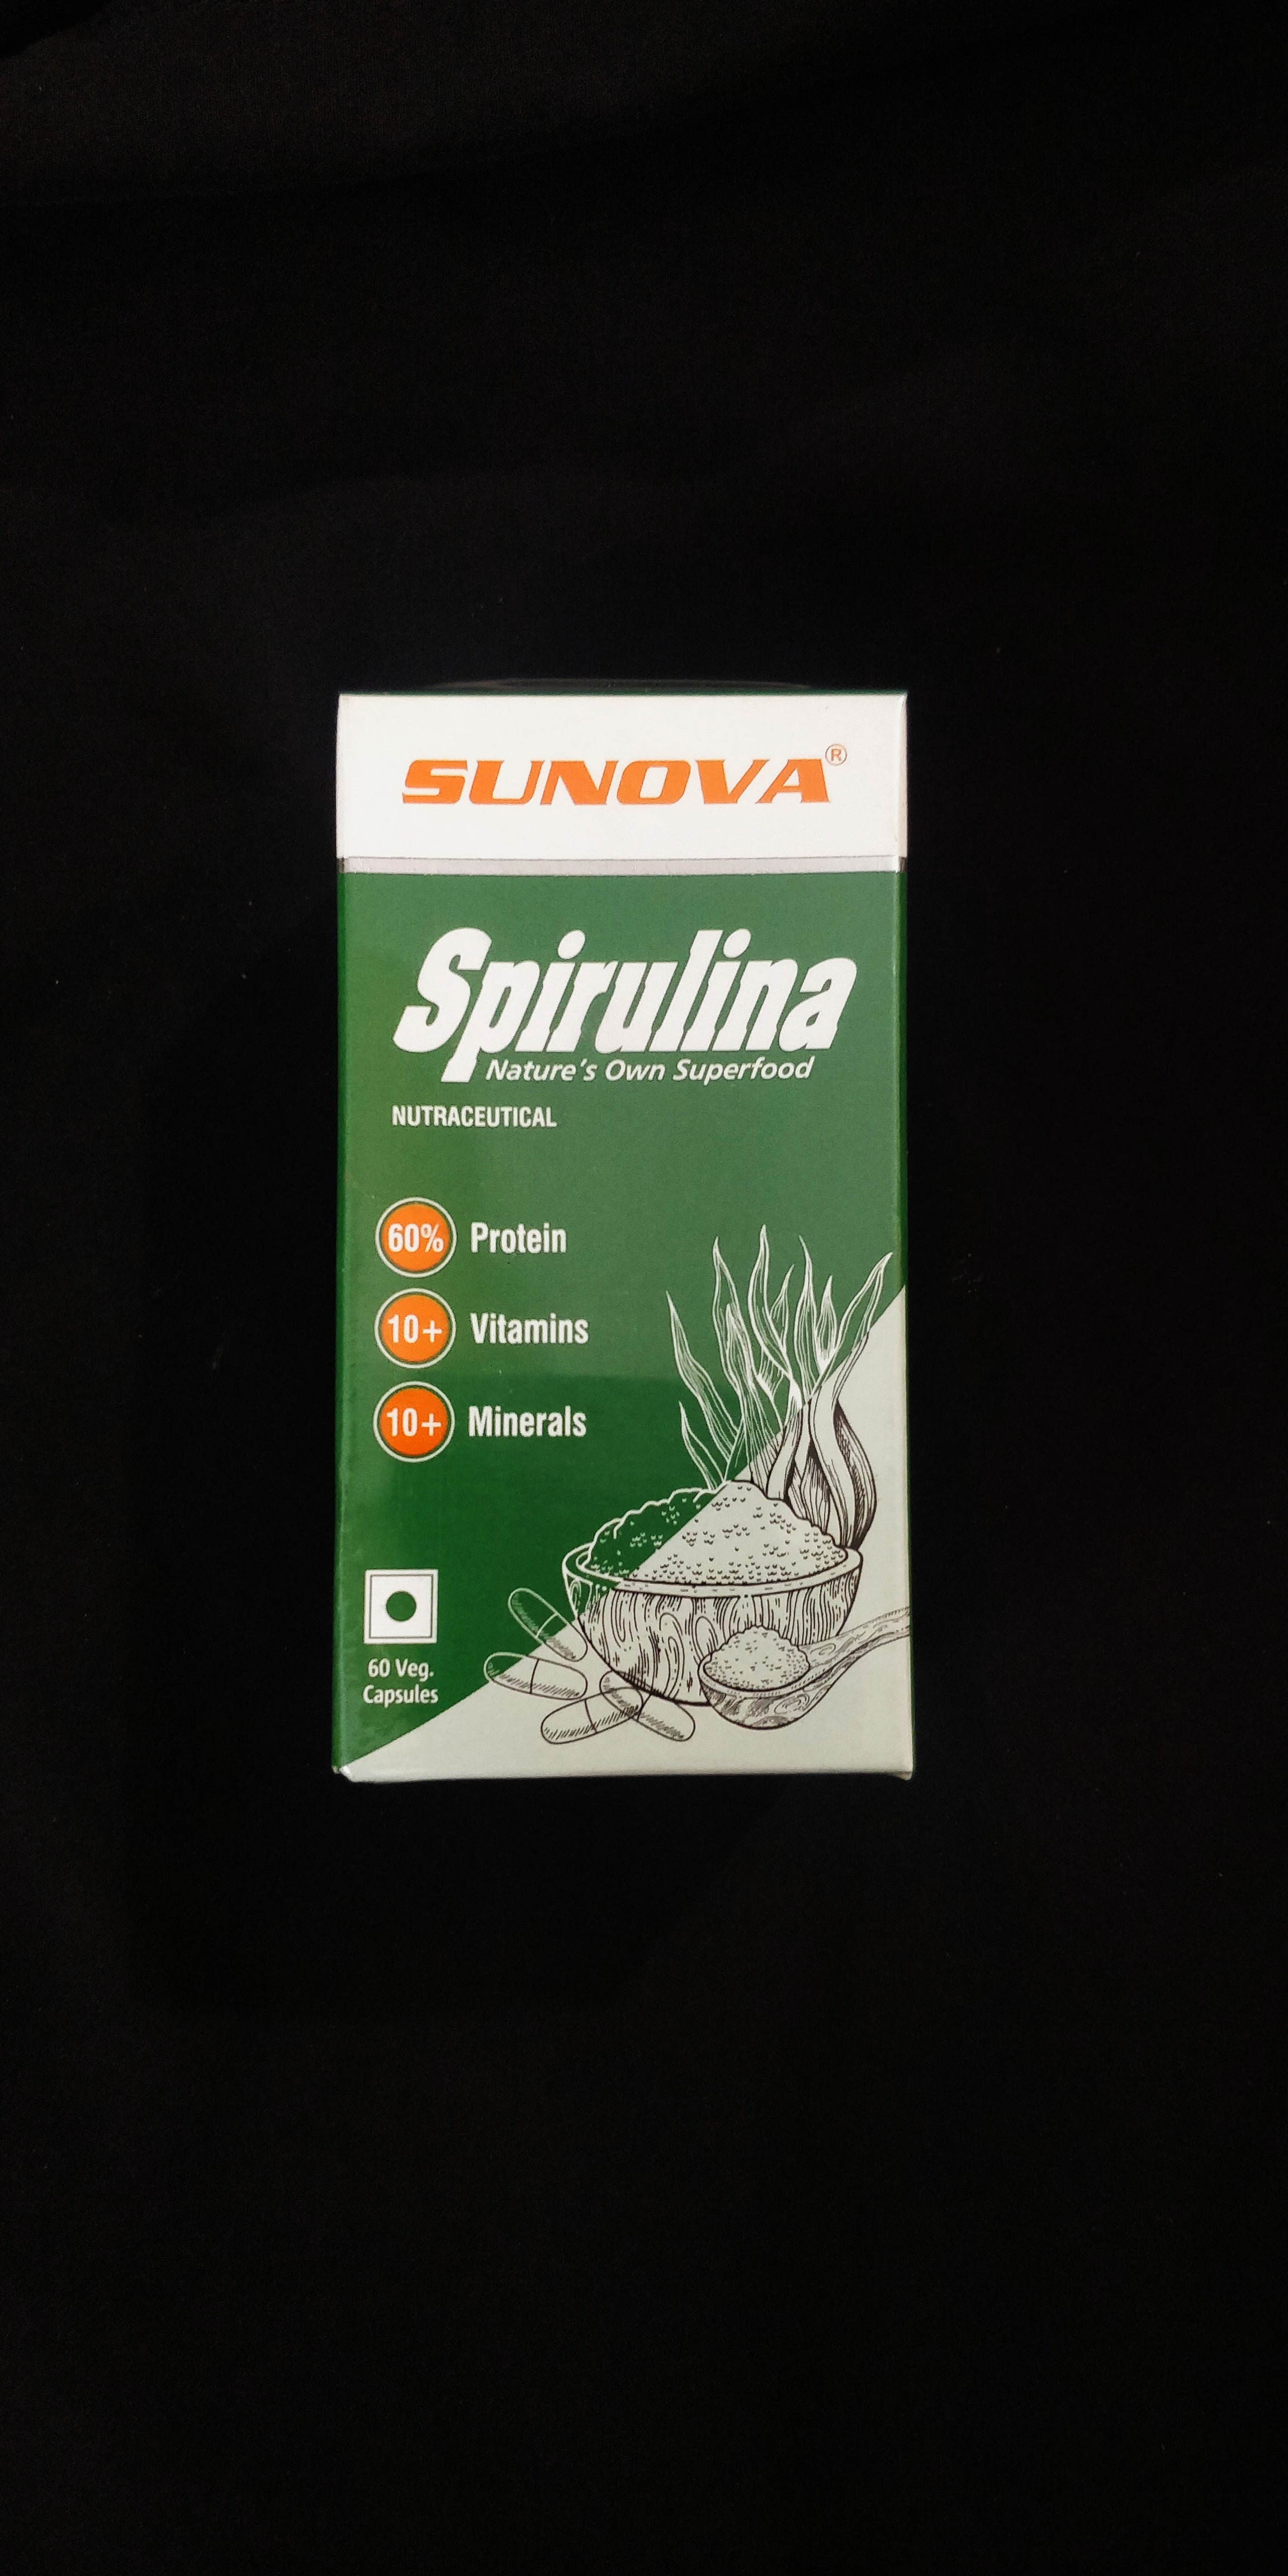 SUNOVA®
Spirulina
Nature's Own Superfood
NUTRACEUTICAL
60% Protein
10+ Vitamins
10+ Minerals
60 Veg.
Capsules